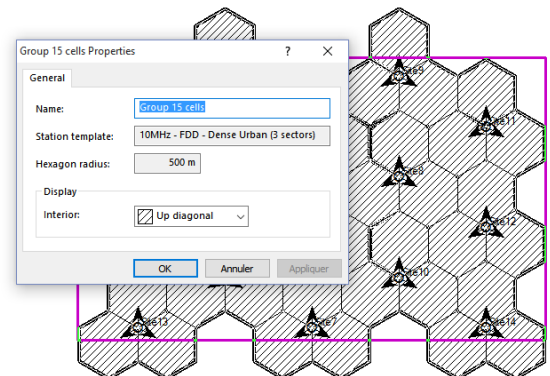 Group 15 cells Properties
?
General
Name:
Group 15 cells
Station template:
10MHz - FDD - Dense Urban (3 sectors)
Hexagon radius:
500 m
Display
Interior:
Up diagonal
OK
Annuler
Appliquer
Site9
Site11
Site8
Site12
Site10
Site13
Site7
Site14